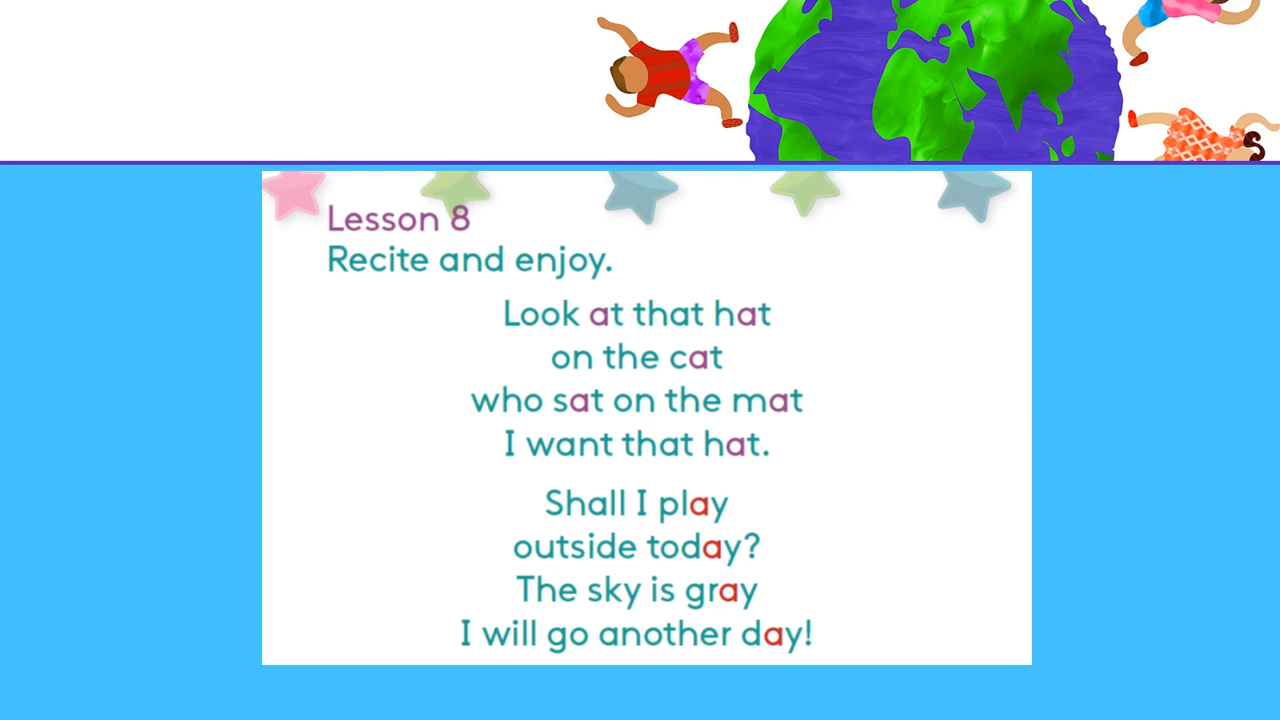 Lesson 8
Recite and enjoy.
Look at that hat
on the cat
who sat on the mat
I want that hat.
Shall I play
outside today?
The sky is gray
I will go another day!